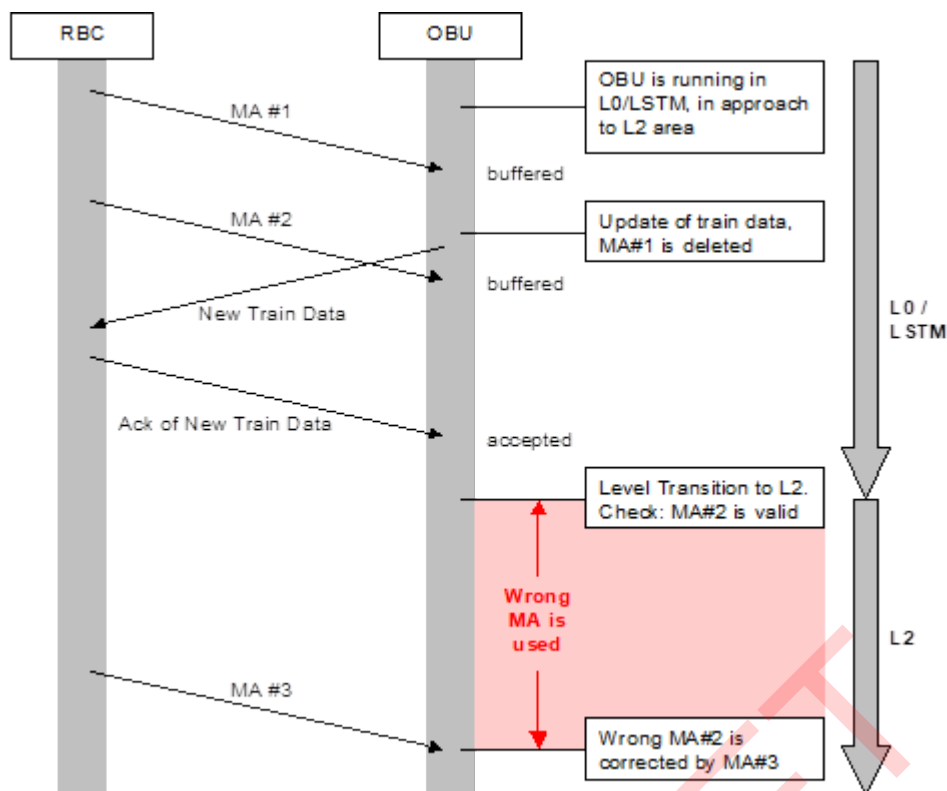 RBC
OBU
OBU is running in
L0/LSTM, in approach
to L2 area
MA #1
buffered
MA #2
Update of train data,
MA#1 is deleted
buffered
New Train Data
L0 /
LSTM
Ack of New Train Data
accepted
Level Transition to L2.
Check: MA#2 is valid
Wrong
MA is
used
L2
MA #3
Wrong MA#2 is
corrected by MA#3